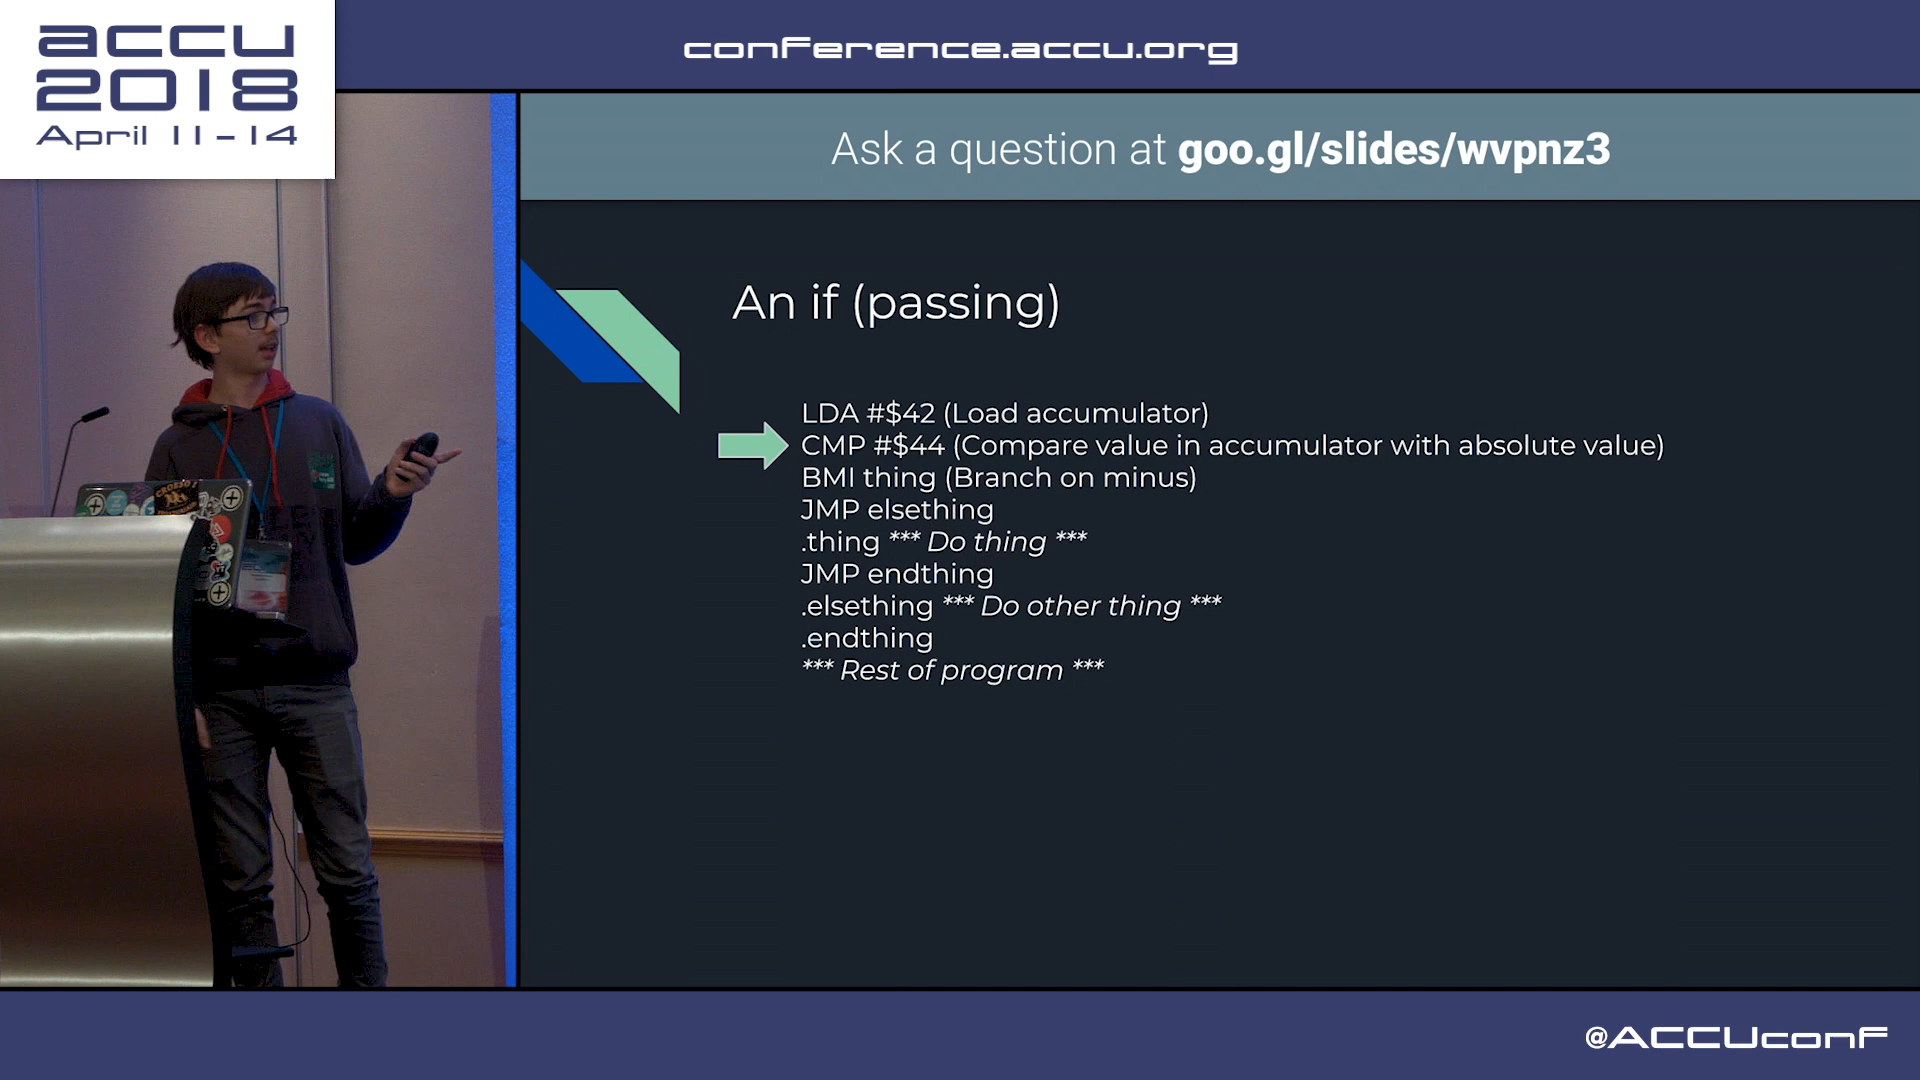 accu
2018
April 11-14
conference.accu.org
Ask a question at goo.gl/slides/wvpnz3
An if (passing)
LDA #$42 (Load accumulator)
CMP #$44 (Compare value in accumulator with absolute value)
BMI thing (Branch on minus)
JMP elsething
.thing *** Do thing ***
JMP endthing
.elsething *** Do other thing ***
.endthing
*** Rest of program ***
@ACCUconf